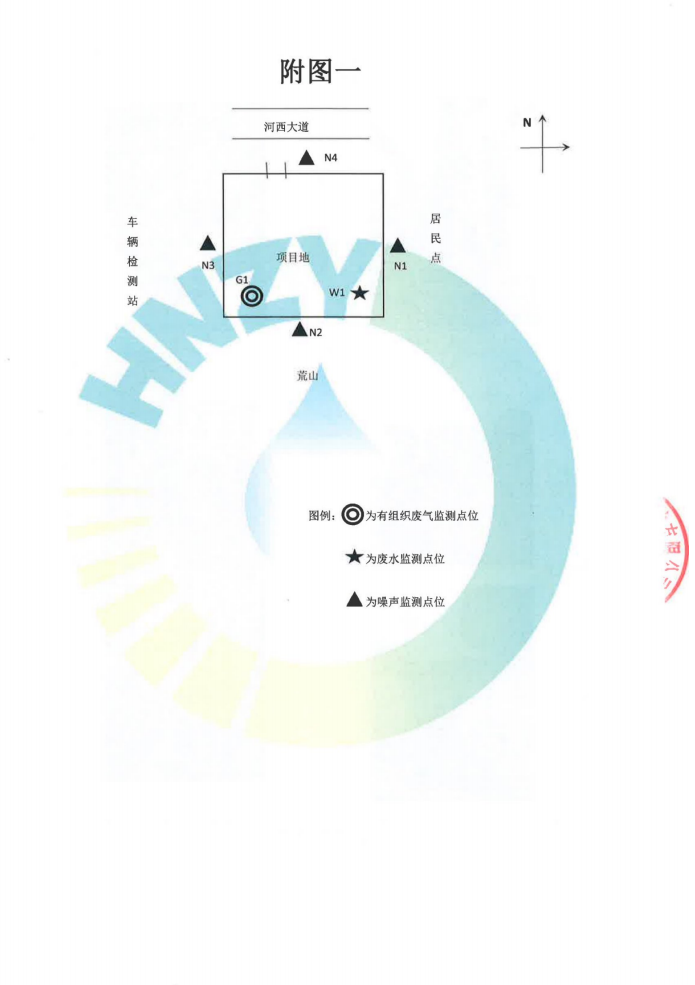 附图一
河西大道
N
N4
车辆检测站
居民点
N3
项目地
N1
G1
W1
N2
荒山
HNZY
图例：
为有组织废气监测点位
为废水监测点位
为噪声监测点位